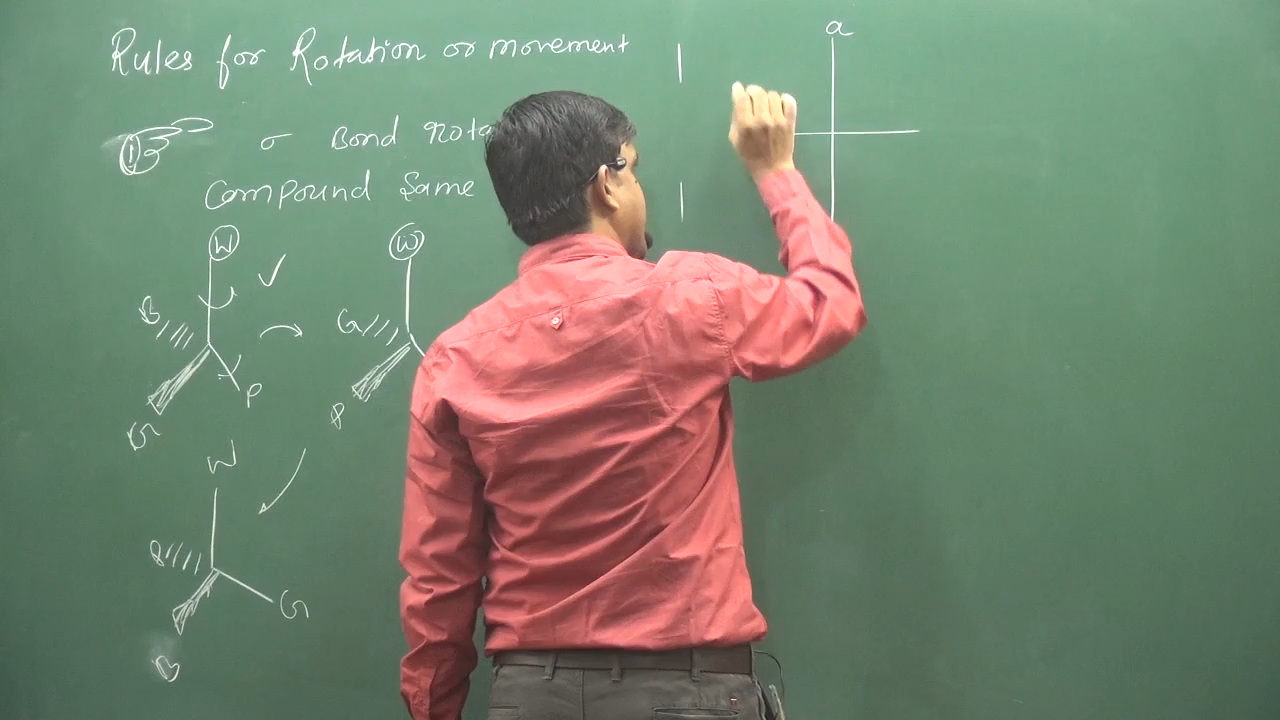 Rules for Rotation or movement
① σ Bond rota
Compound Same
W
B
P
G
W
G
P
W
P
G
B
a